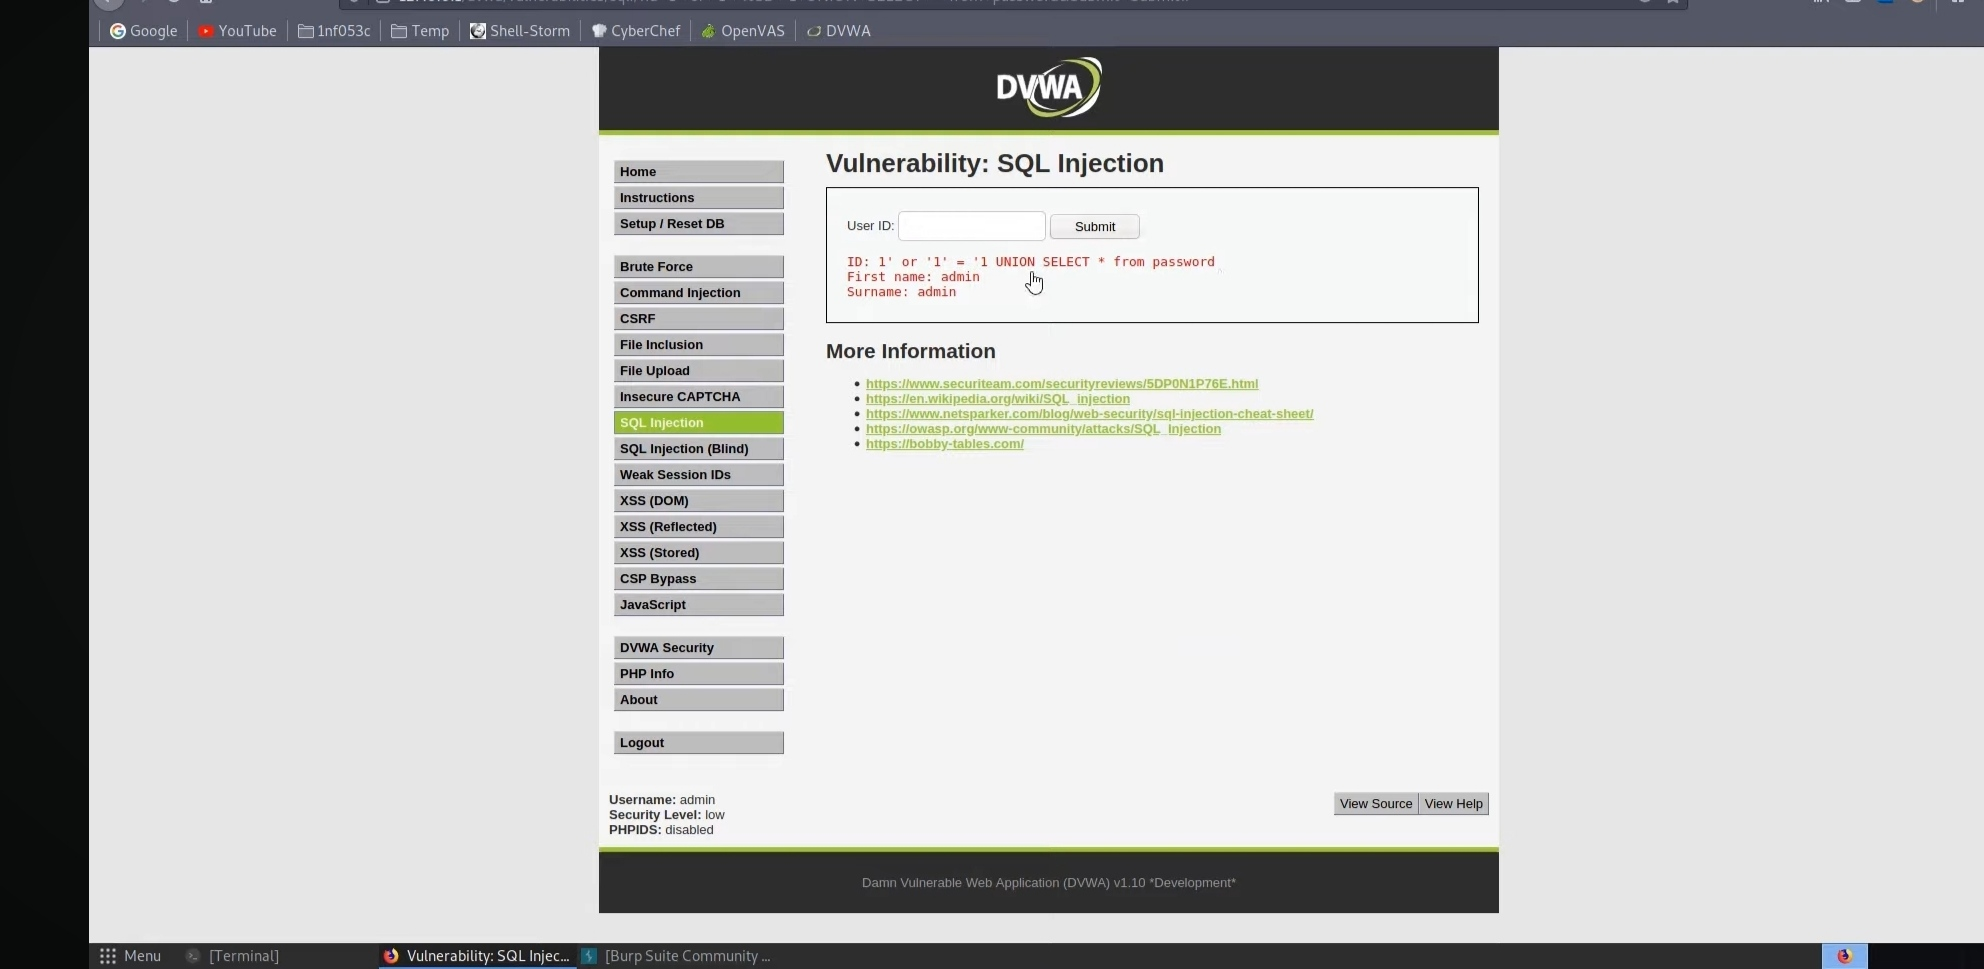 Google YouTube 1nf053c Temp Shell-Storm CyberChef OpenVAS DVWA
DVWA
Home
Instructions
Setup / Reset DB
Brute Force
Command Injection
CSRF
File Inclusion
File Upload
Insecure CAPTCHA
SQL Injection
SQL Injection (Blind)
Weak Session IDs
XSS (DOM)
XSS (Reflected)
XSS (Stored)
CSP Bypass
JavaScript
DVWA Security
PHP Info
About
Logout
Vulnerability: SQL Injection
User ID: Submit
ID: 1' or '1' = '1 UNION SELECT * from password
First name: admin
Surname: admin
More Information
https://www.securiteam.com/securityreviews/5DP0N1P76E.html
https://en.wikipedia.org/wiki/SQL_injection
https://www.netsparker.com/blog/web-security/sql-injection-cheat-sheet/
https://owasp.org/www-community/attacks/SQL_Injection
https://bobby-tables.com/
Username: admin
Security Level: low
PHPIDS: disabled
View Source View Help
Damn Vulnerable Web Application (DVWA) v1.10 *Development*
Menu [Terminal] Vulnerability: SQL Injec... [Burp Suite Community ...